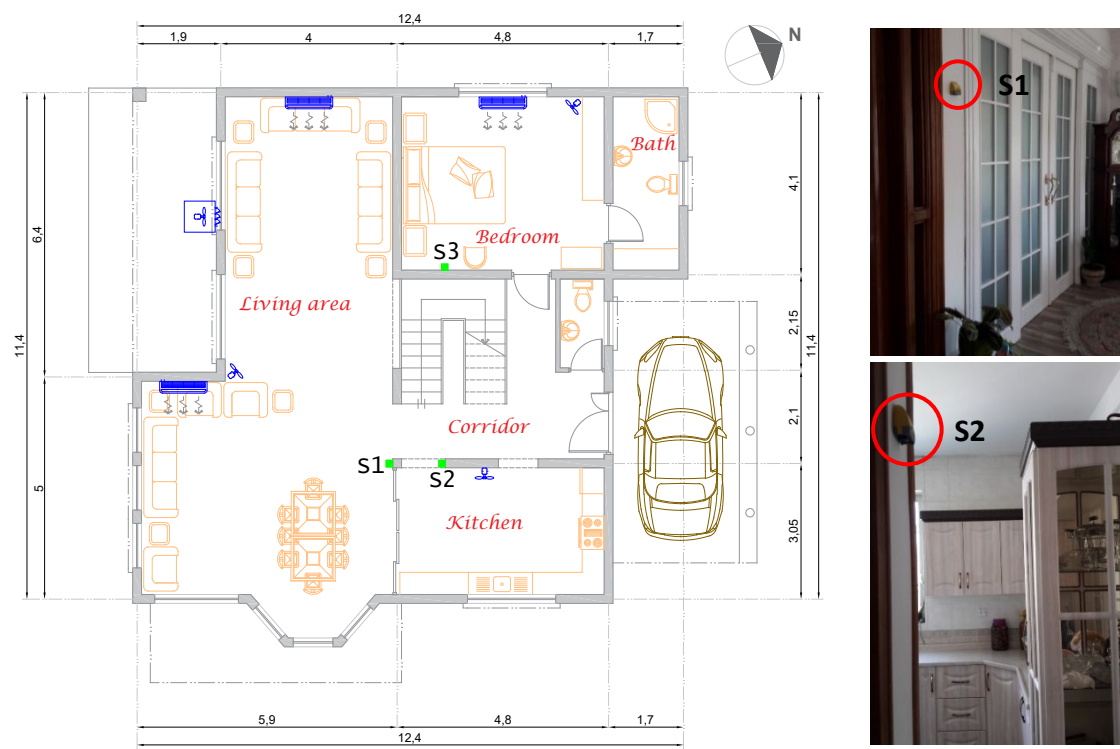 12,4
1,9
4
4,8
1,7
N
S1
Bath
4,1
6,4
Bedroom
S3
Living area
11,4
2,15
11,4
Corridor
2,1
S1
S2
S2
5
Kitchen
3,05
5,9
4,8
1,7
12,4